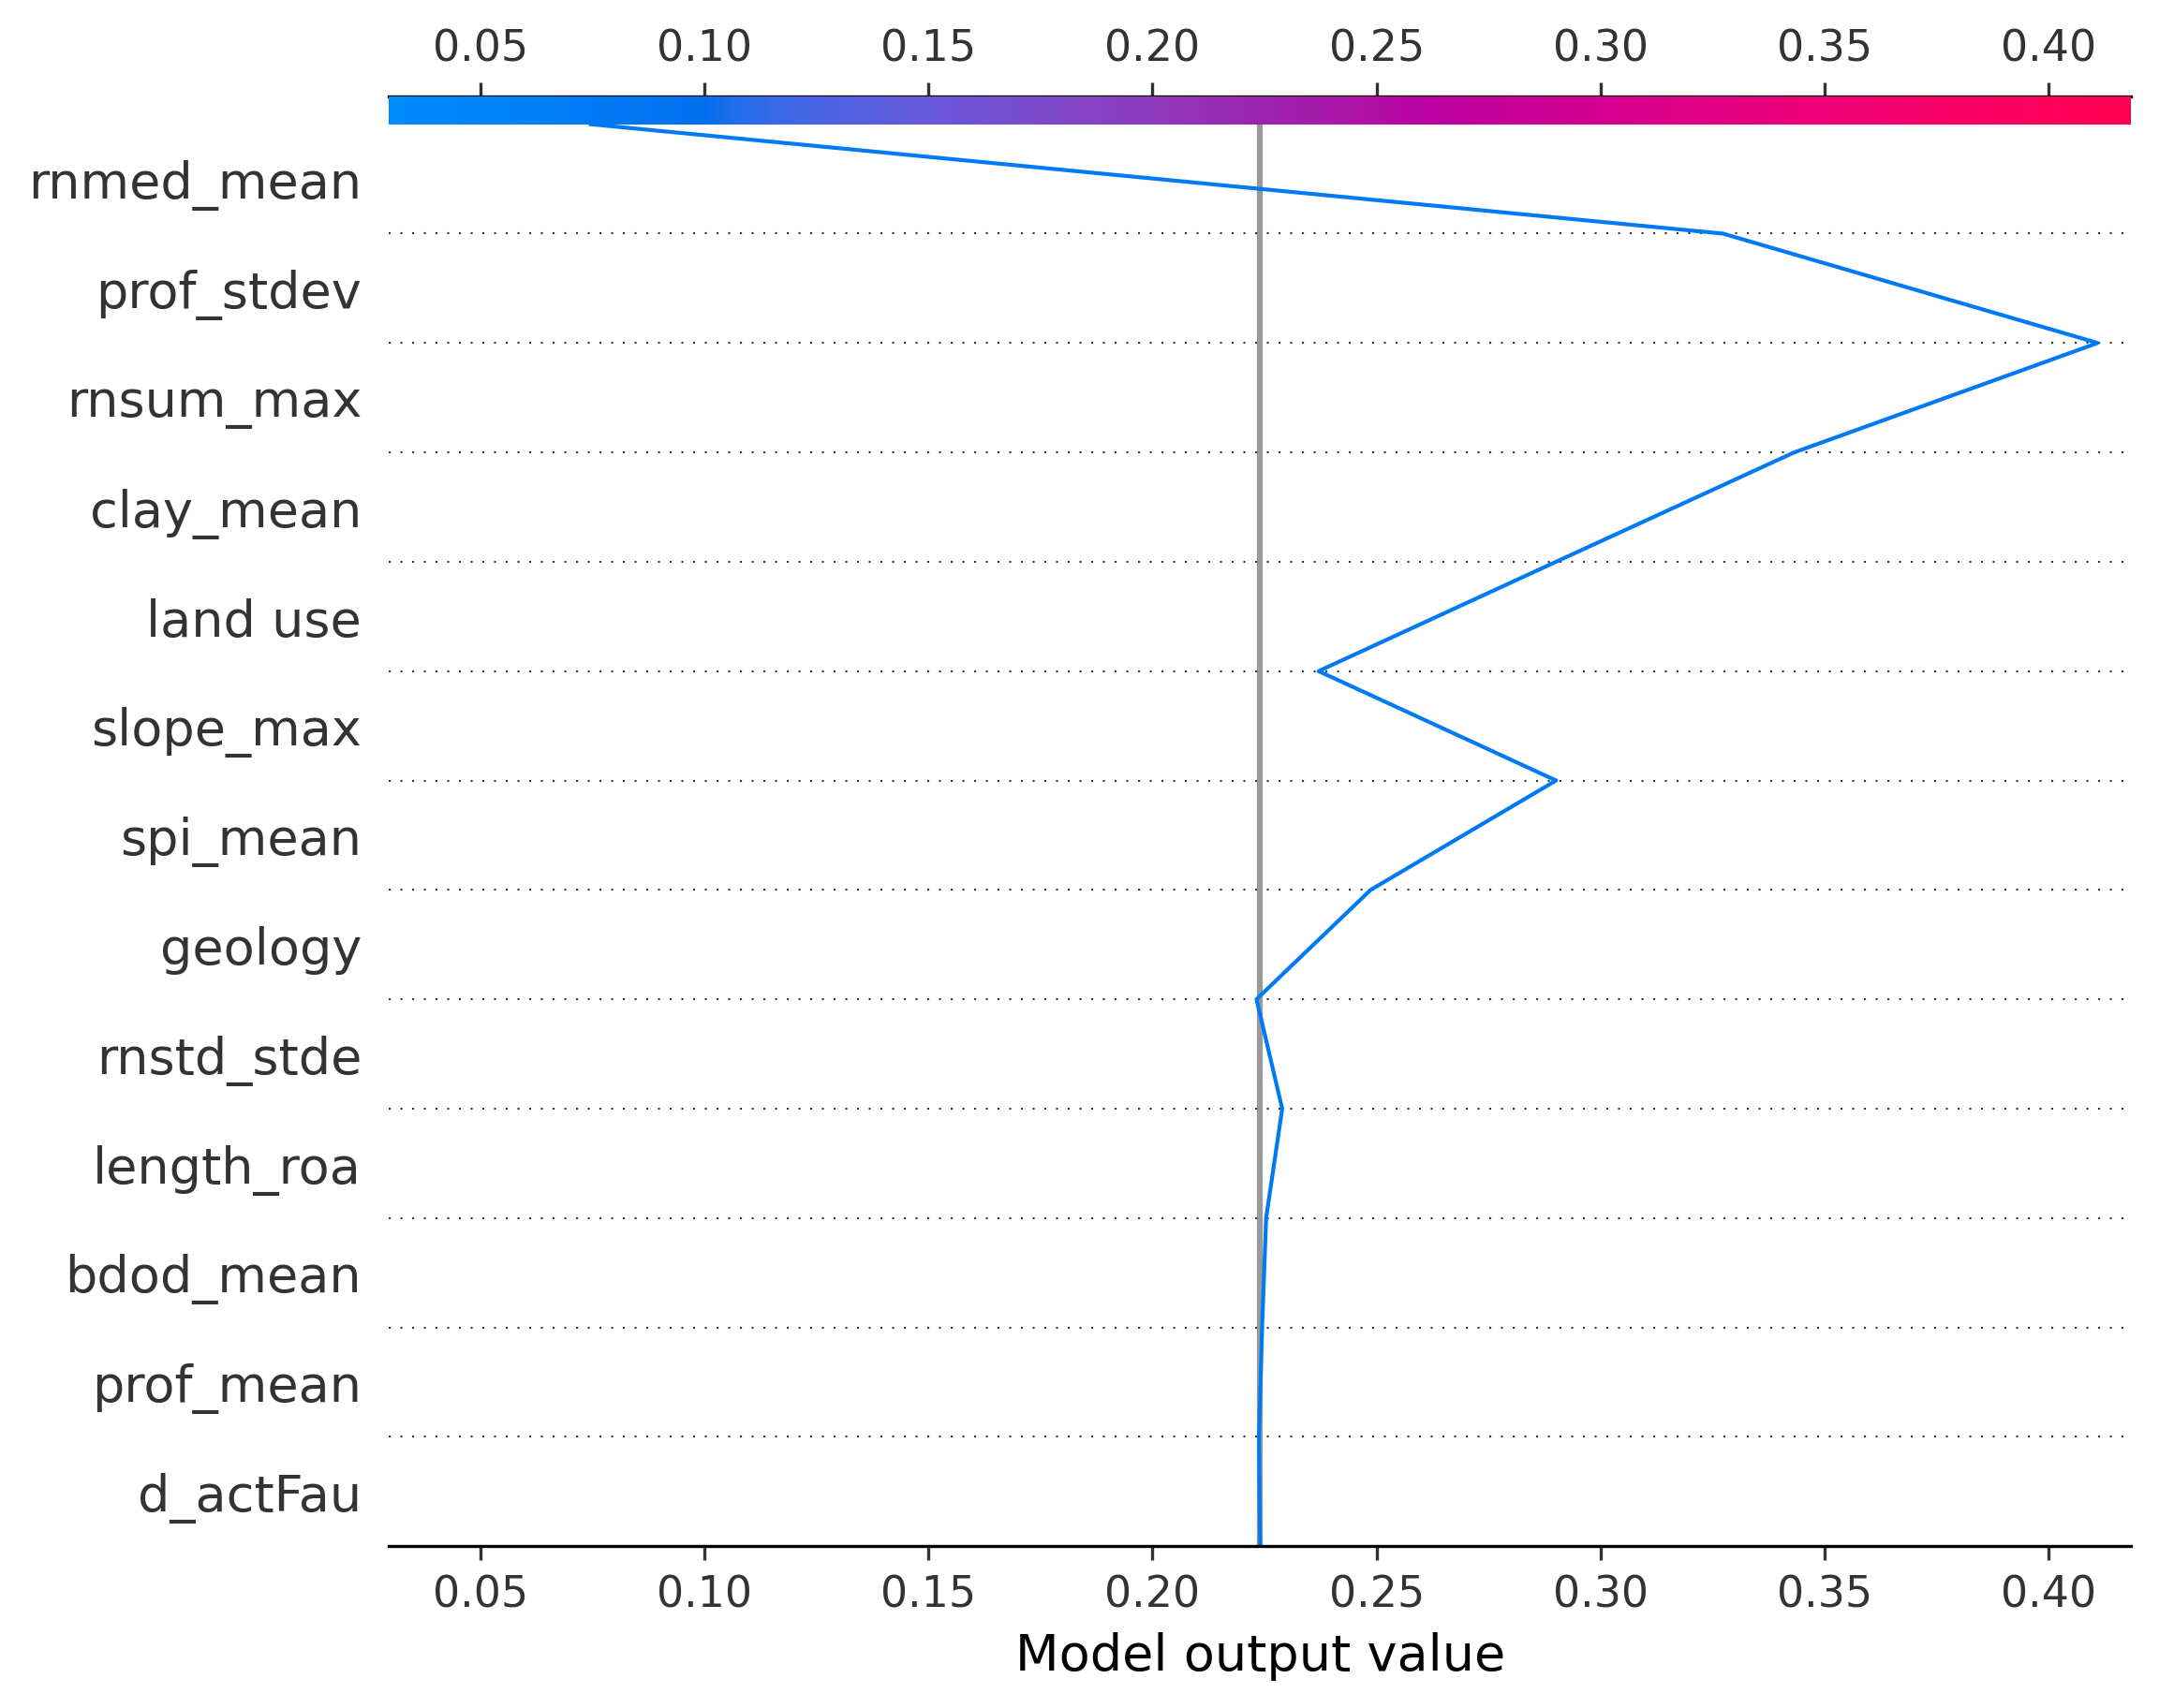 0.05 0.10 0.15 0.20 0.25 0.30 0.35 0.40
rnmed_mean
prof_stdev
rnsum_max
clay_mean
land use
slope_max
spi_mean
geology
rnstd_stde
length_roa
bdod_mean
prof_mean
d_actFau
0.05 0.10 0.15 0.20 0.25 0.30 0.35 0.40
Model output value